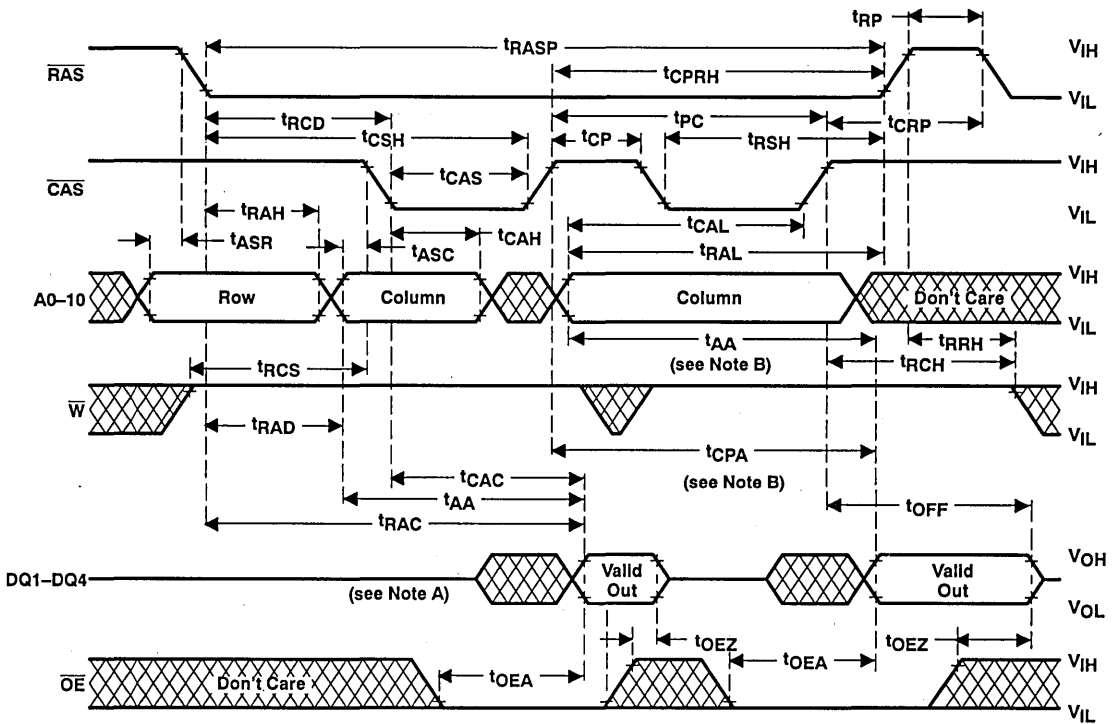 tRP
tRASP
VIH
RAS
tCPRH
VIL
tRCD
tPC
tCRP
tCSH
tCP
tRSH
VIH
CAS
tCAS
VIL
tRAH
tCAL
tASR
tCAH
tASC
tRAL
VIH
A0–10
Row
Column
Column
Don't Care
VIL
tAA
tRRH
(see Note B)
tRCH
tRCS
VIH
W
tRAD
VIL
tCPA
tCAC
(see Note B)
tAA
tOFF
tRAC
VOH
DQ1–DQ4
(see Note A)
Valid Out
Valid Out
VOL
tOEZ
tOEZ
VIH
OE
Don't Care
tOEA
tOEA
VIL